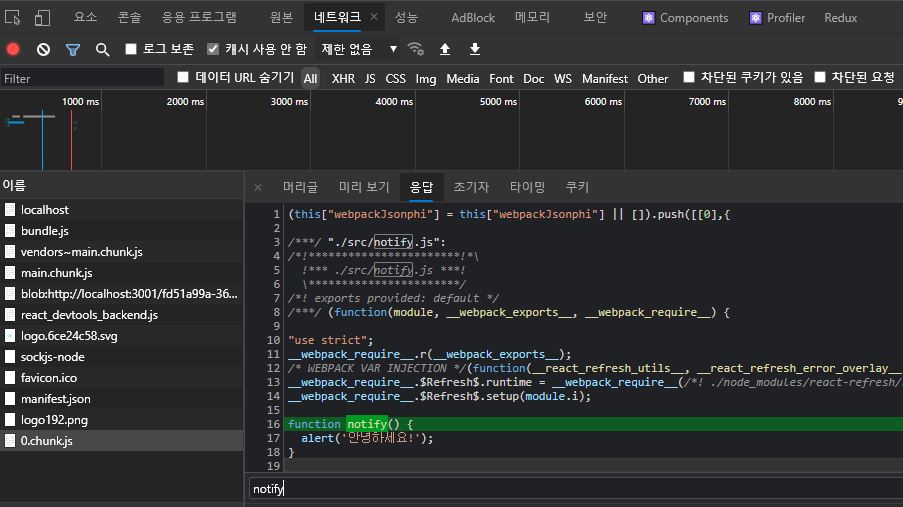 요소 콘솔 응용 프로그램 원본 네트워크 × 성능 AdBlock 메모리 보안 Components Profiler Redux
로그 보존 캐시 사용 안 함 제한 없음
Filter 데이터 URL 숨기기 All XHR JS CSS Img Media Font Doc WS Manifest Other 차단된 쿠키가 있음 차단된 요청
1000 ms 2000 ms 3000 ms 4000 ms 5000 ms 6000 ms 7000 ms 8000 ms 9
이름
localhost
bundle.js
vendors~main.chunk.js
main.chunk.js
blob:http://localhost:3001/fd51a99a-36...
react_devtools_backend.js
logo.6ce24c58.svg
sockjs-node
favicon.ico
manifest.json
logo192.png
0.chunk.js
× 머리글 미리 보기 응답 초기자 타이밍 쿠키
1 (this["webpackJsonphi"] = this["webpackJsonphi"] || []).push([[0],{
2
3 /***/ "./src/notify.js":
4 /*!***********************!*\
5 !*** ./src/notify.js ***!
6 \***********************/
7 /*! exports provided: default */
8 /***/ (function(module, __webpack_exports__, __webpack_require__) {
9
10 "use strict";
11 __webpack_require__.r(__webpack_exports__);
12 /* WEBPACK VAR INJECTION */(function(__react_refresh_utils__, __react_refresh_error_overlay__
13 __webpack_require__.$Refresh$.runtime = __webpack_require__(/*! ./node_modules/react-refresh/
14 __webpack_require__.$Refresh$.setup(module.i);
15
16 function notify() {
17 alert('안녕하세요!');
18 }
19
notify